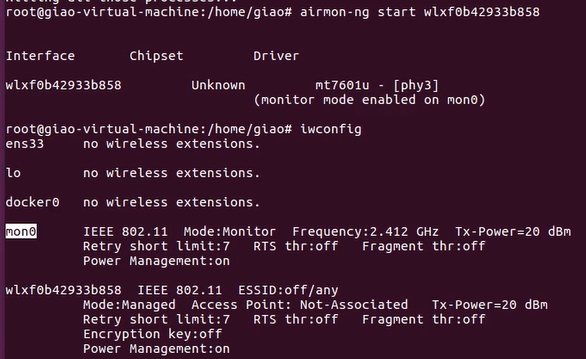 root@giao-virtual-machine:/home/giao# airmon-ng start wlxf0b42933b858
Interface Chipset Driver
wlxf0b42933b858 Unknown mt7601u - [phy3]
(monitor mode enabled on mon0)
root@giao-virtual-machine:/home/giao# iwconfig
ens33 no wireless extensions.
lo no wireless extensions.
docker0 no wireless extensions.
mon0 IEEE 802.11 Mode:Monitor Frequency:2.412 GHz Tx-Power=20 dBm
Retry short limit:7 RTS thr:off Fragment thr:off
Power Management:on
wlxf0b42933b858 IEEE 802.11 ESSID:off/any
Mode:Managed Access Point: Not-Associated Tx-Power=20 dBm
Retry short limit:7 RTS thr:off Fragment thr:off
Encryption key:off
Power Management:on